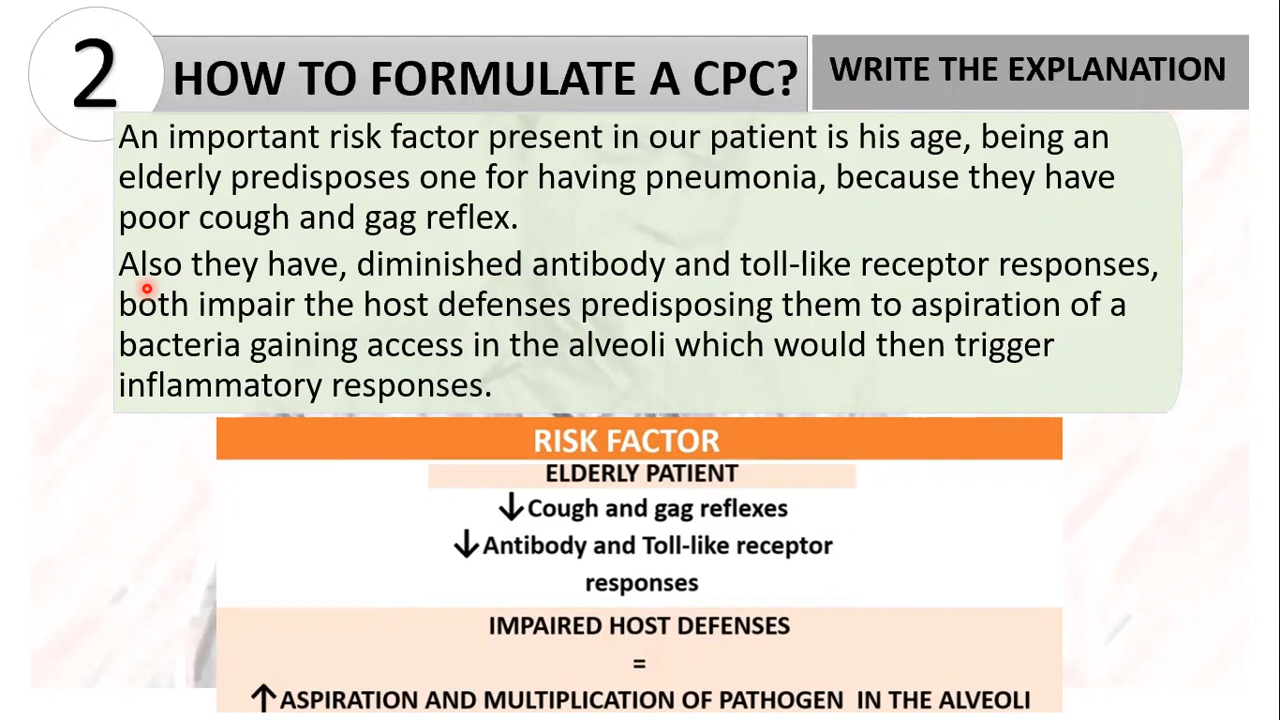 2
HOW TO FORMULATE A CPC?
WRITE THE EXPLANATION
An important risk factor present in our patient is his age, being an
elderly predisposes one for having pneumonia, because they have
poor cough and gag reflex.
Also they have, diminished antibody and toll-like receptor responses,
both impair the host defenses predisposing them to aspiration of a
bacteria gaining access in the alveoli which would then trigger
inflammatory responses.
RISK FACTOR
ELDERLY PATIENT
↓Cough and gag reflexes
↓Antibody and Toll-like receptor
responses
IMPAIRED HOST DEFENSES
=
↑ASPIRATION AND MULTIPLICATION OF PATHOGEN IN THE ALVEOLI